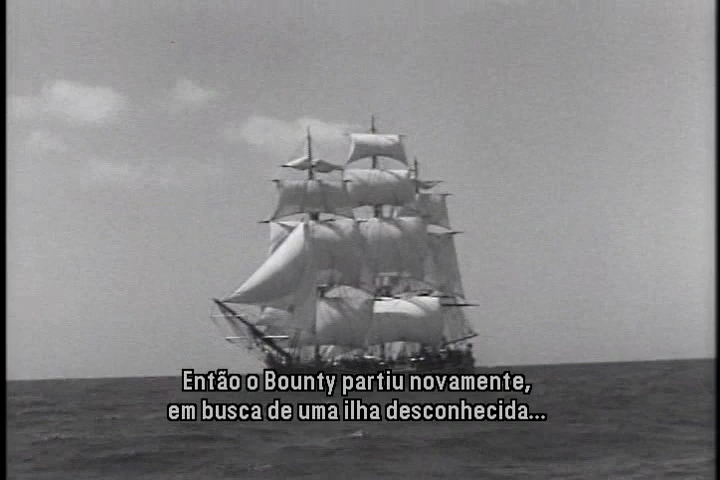 Então o Bounty partiu novamente,
em busca de uma ilha desconhecida...